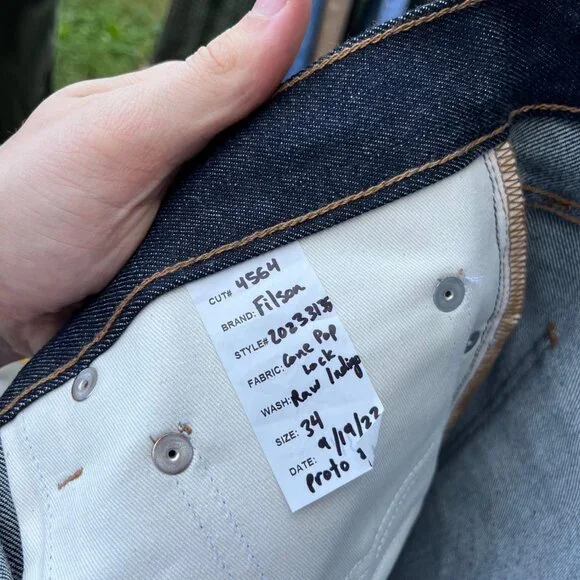 CUT# 4564
BRAND: Filson
STYLE# 20233135
FABRIC: Cone Pop
Lock
WASH: Raw Indigo
SIZE: 34
DATE: 9/19/22
Proto 1